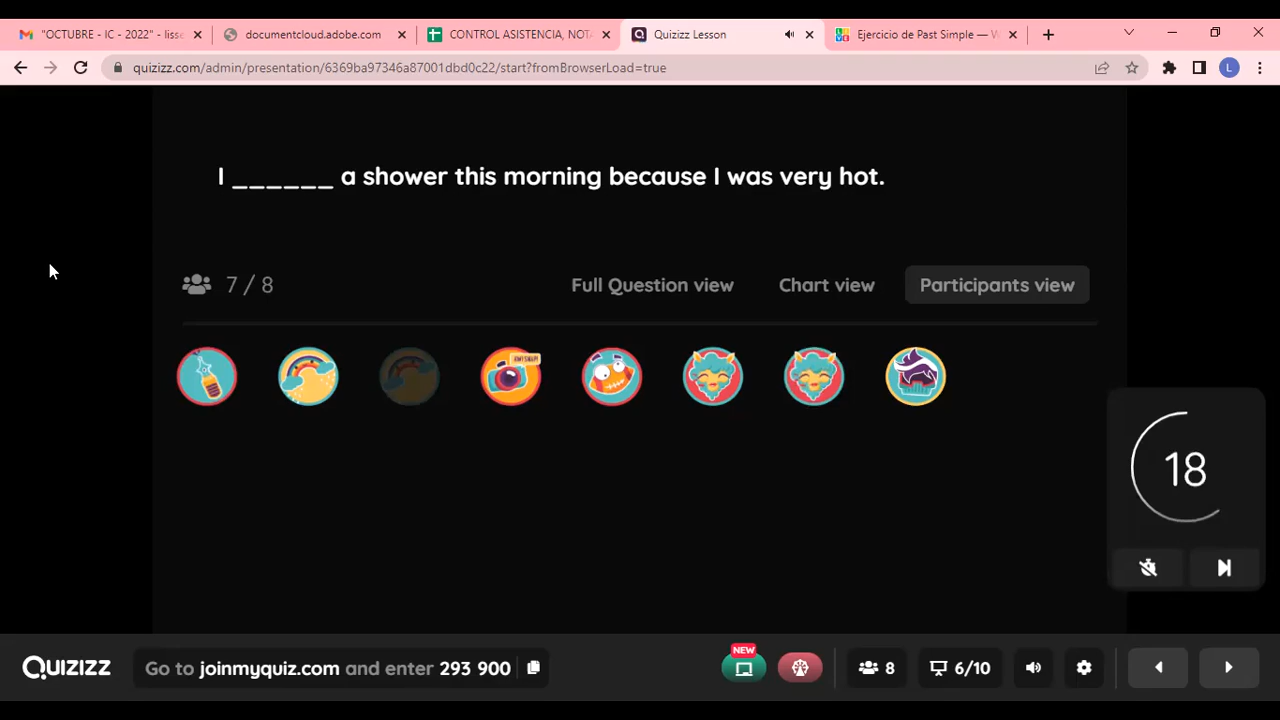 "OCTUBRE - IC - 2022" - lisse
documentcloud.adobe.com
CONTROL ASISTENCIA, NOTA
Quizizz Lesson
Ejercicio de Past Simple — W
quizizz.com/admin/presentation/6369ba97346a87001dbd0c22/start?fromBrowserLoad=true
L
I ______ a shower this morning because I was very hot.
7 / 8
Full Question view
Chart view
Participants view
18
QUIZIZZ
Go to joinmyquiz.com and enter 293 900
NEW
8
6/10